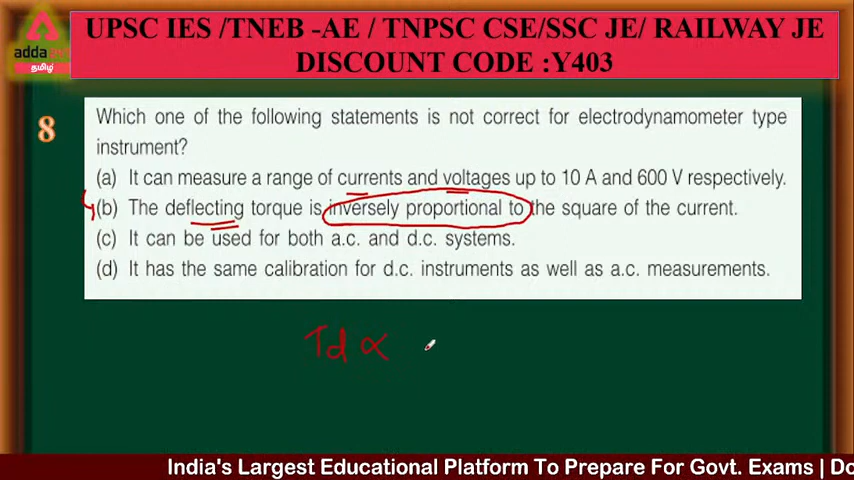 UPSC IES /TNEB -AE / TNPSC CSE/SSC JE/ RAILWAY JE
DISCOUNT CODE :Y403
adda
தமிழ்
8
Which one of the following statements is not correct for electrodynamometer type
instrument?
(a) It can measure a range of currents and voltages up to 10 A and 600 V respectively.
(b) The deflecting torque is inversely proportional to the square of the current.
(c) It can be used for both a.c. and d.c. systems.
(d) It has the same calibration for d.c. instruments as well as a.c. measurements.
Td ∝
India's Largest Educational Platform To Prepare For Govt. Exams | Do